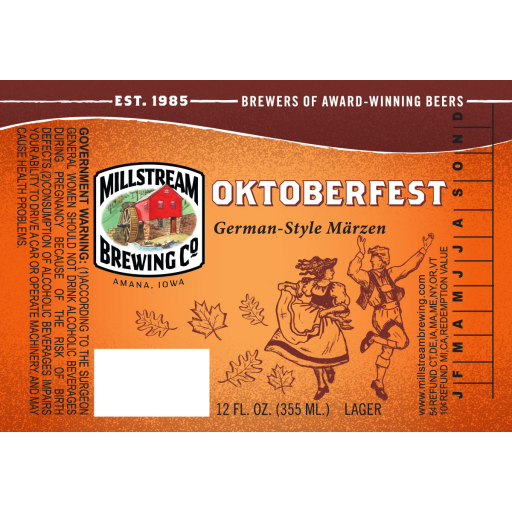 EST. 1985
BREWERS OF AWARD-WINNING BEERS
GOVERNMENT WARNING: (1)ACCORDING TO THE SURGEON
GENERAL WOMEN SHOULD NOT DRINK ALCOHOLIC BEVERAGES
DURING PREGNANCY BECAUSE OF THE RISK OF BIRTH
DEFECTS.(2)CONSUMPTION OF ALCOHOLIC BEVERAGES IMPAIRS
YOUR ABILITY TO DRIVE A CAR OR OPERATE MACHINERY, AND MAY
CAUSE HEALTH PROBLEMS.
MILLSTREAM
BREWING Co
AMANA, IOWA
OKTOBERFEST
German-Style Märzen
12 FL. OZ. (355 ML.) LAGER
www.millstreambrewing.com
5¢REFUND CT,DE,IA,MA,ME,NY,OR,VT
10¢ REFUND MI.CA,REDEMPTION VALUE
J F M A M J J A S O N D